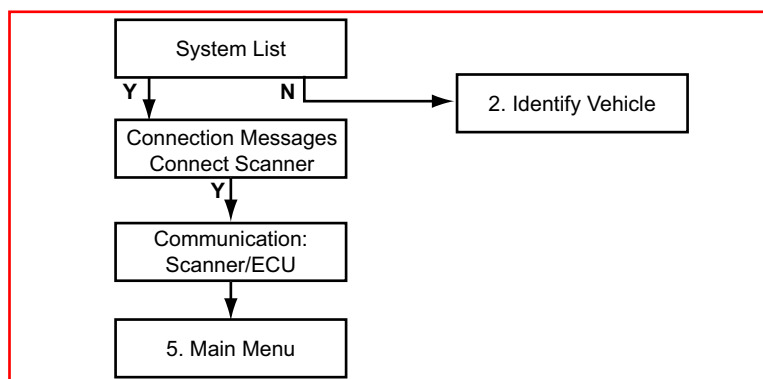 System List
Y
N
2. Identify Vehicle
Connection Messages
Connect Scanner
Y
Communication:
Scanner/ECU
5. Main Menu